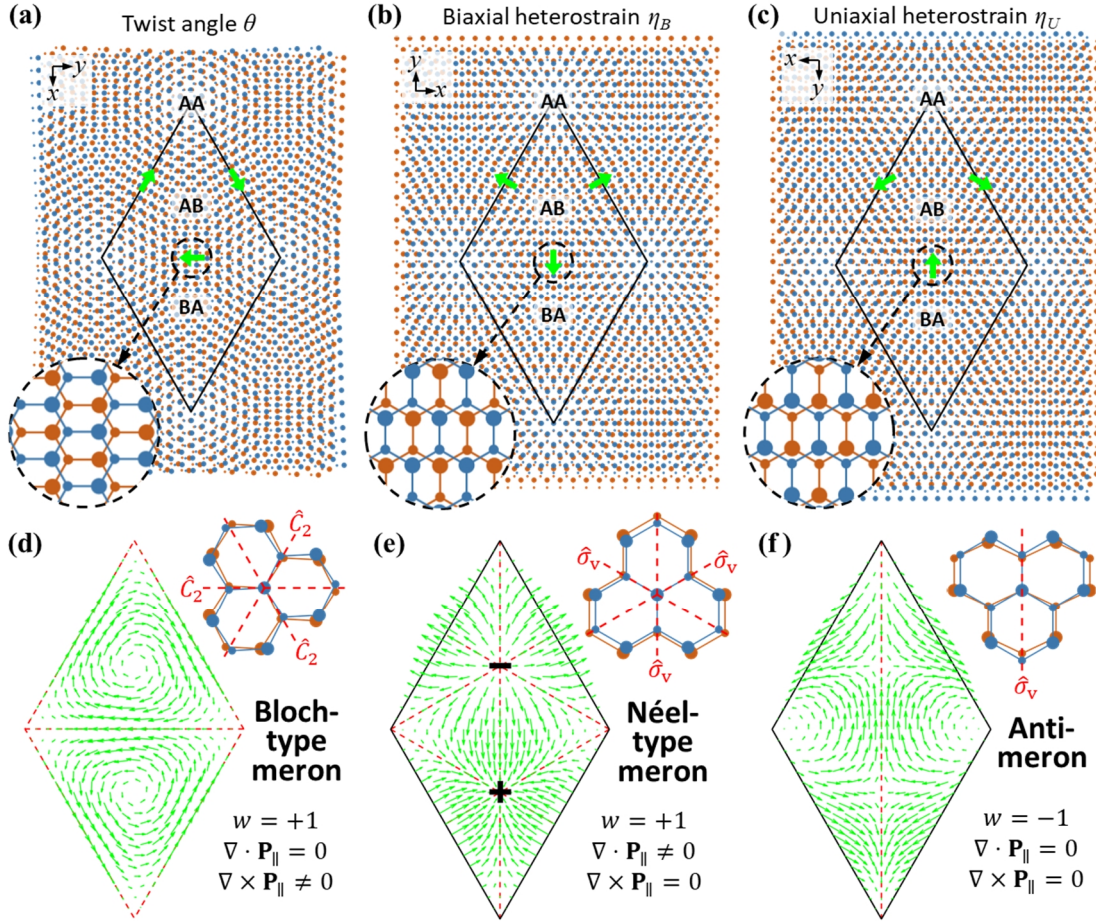 (a) Twist angle θ
(b) Biaxial heterostrain η_B
(c) Uniaxial heterostrain η_U
y
x
AA
AB
BA
y
x
AA
AB
BA
x
y
AA
AB
BA
(d)
Ĉ₂
Ĉ₂
Ĉ₂
Bloch-
type
meron
w = +1
∇ · P∥ = 0
∇ × P∥ ≠ 0
(e)
σ̂ᵥ
σ̂ᵥ
σ̂ᵥ
−
+
Néel-
type
meron
w = +1
∇ · P∥ ≠ 0
∇ × P∥ = 0
(f)
σ̂ᵥ
Anti-
meron
w = −1
∇ · P∥ = 0
∇ × P∥ = 0